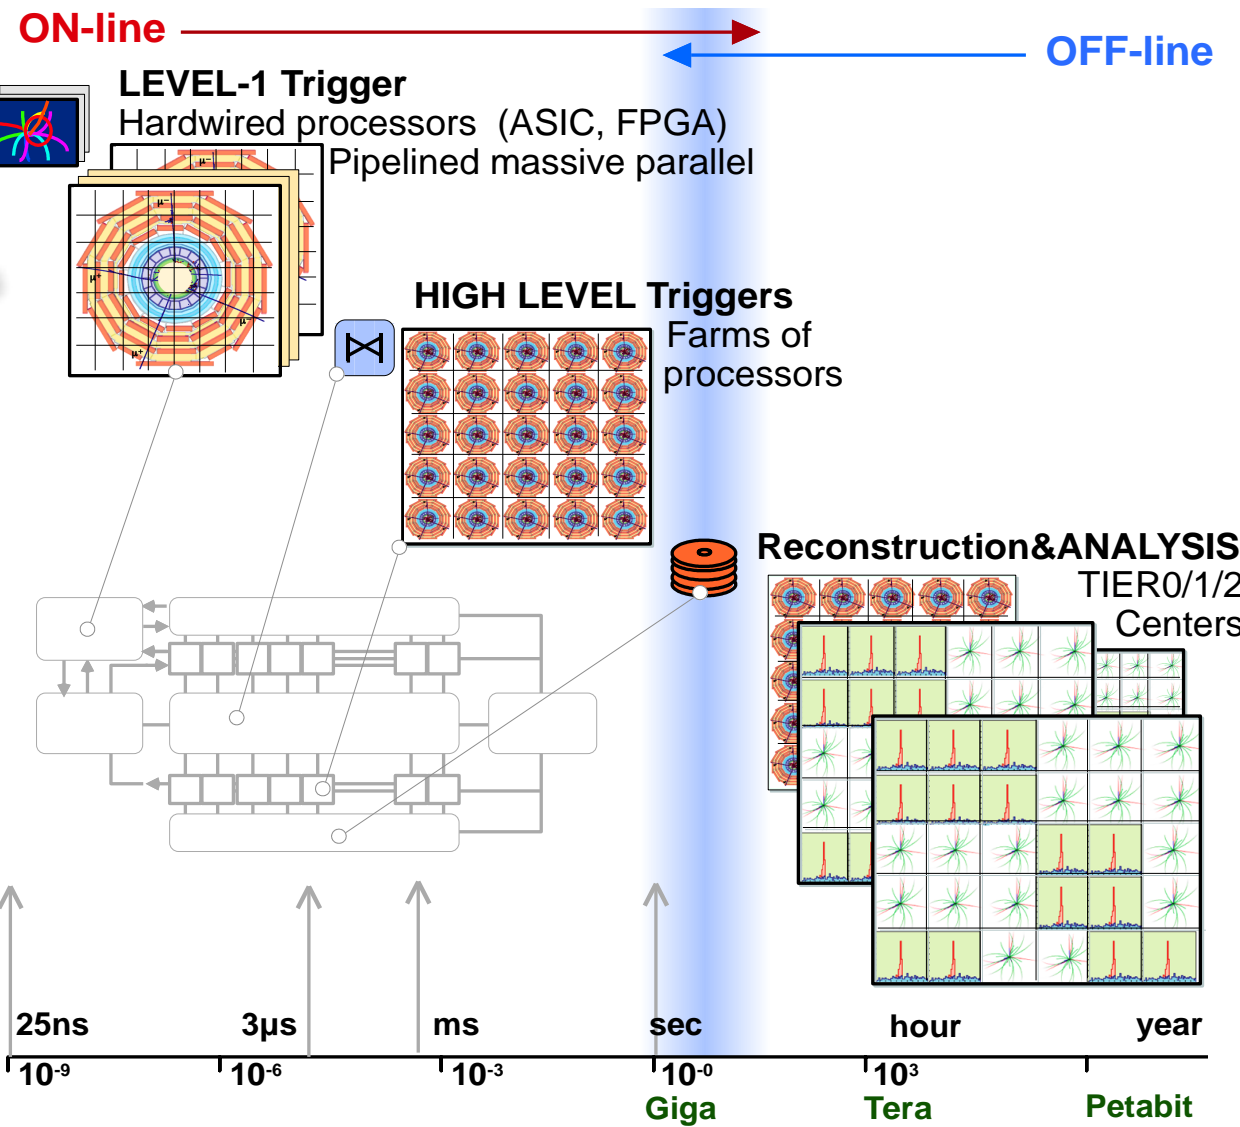 ON-line
OFF-line
LEVEL-1 Trigger
Hardwired processors (ASIC, FPGA)
Pipelined massive parallel
μ-
μ-
μ+
μ-
μ+
HIGH LEVEL Triggers
Farms of
processors
Reconstruction&ANALYSIS
TIER0/1/2
Centers
25ns 3μs ms sec hour year
10-9 10-6 10-3 10-0 103
Giga Tera Petabit